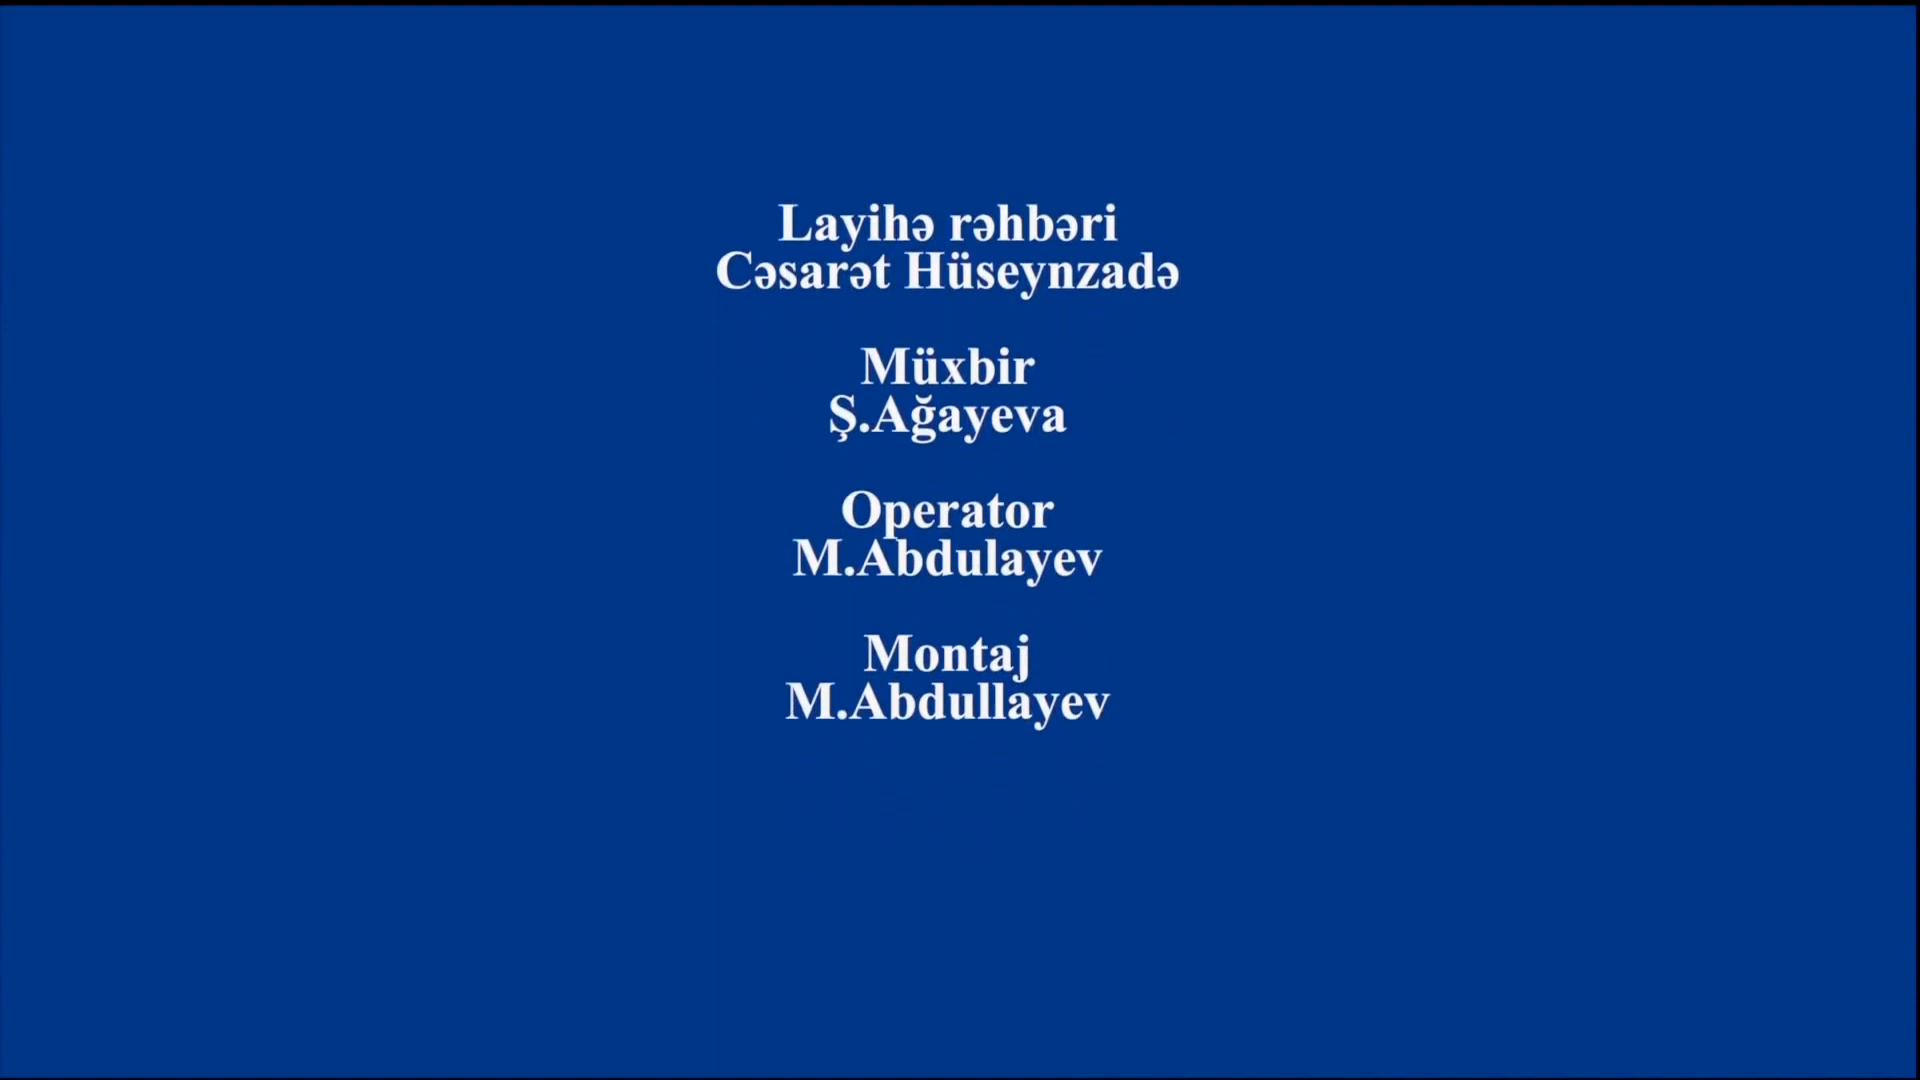 Layihə rəhbəri
Cəsarət Hüseynzadə
Müxbir
Ş.Ağayeva
Operator
M.Abdulayev
Montaj
M.Abdullayev